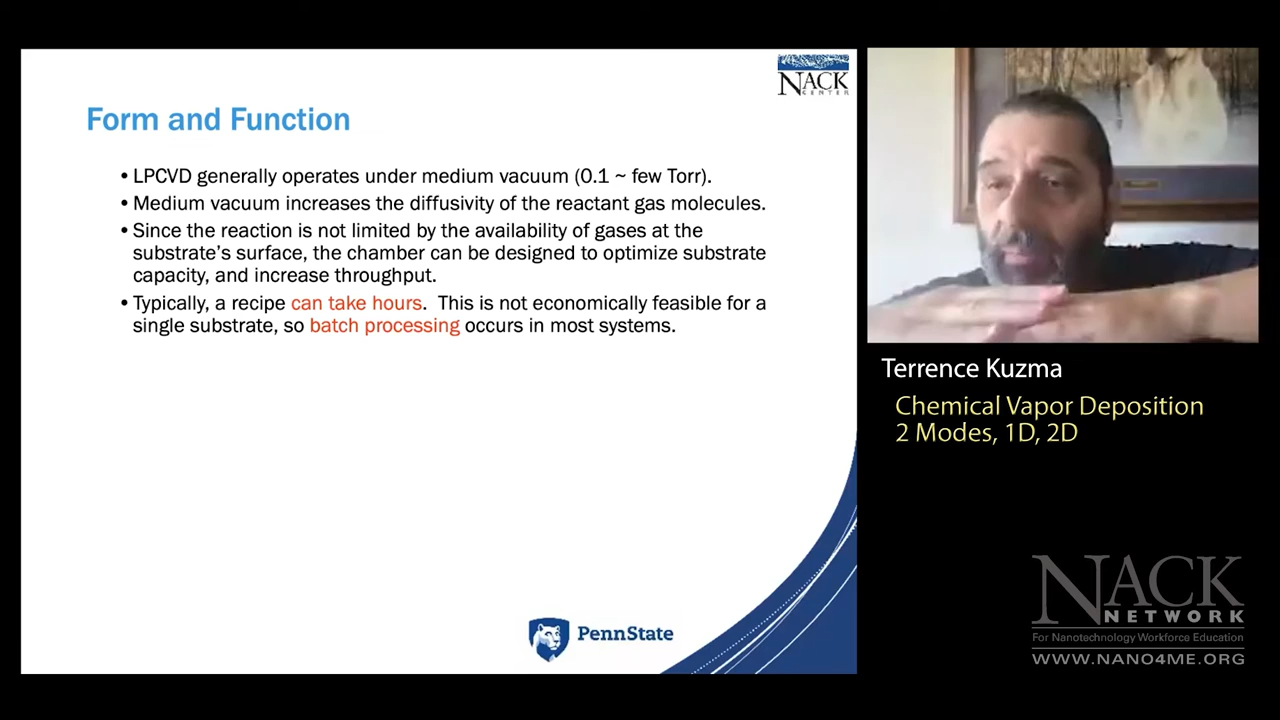 NACK
CENTER
Form and Function
• LPCVD generally operates under medium vacuum (0.1 ~ few Torr).
• Medium vacuum increases the diffusivity of the reactant gas molecules.
• Since the reaction is not limited by the availability of gases at the
substrate's surface, the chamber can be designed to optimize substrate
capacity, and increase throughput.
• Typically, a recipe can take hours.  This is not economically feasible for a
single substrate, so batch processing occurs in most systems.
PennState
Terrence Kuzma
Chemical Vapor Deposition
2 Modes, 1D, 2D
NACK
NETWORK
For Nanotechnology Workforce Education
WWW.NANO4ME.ORG